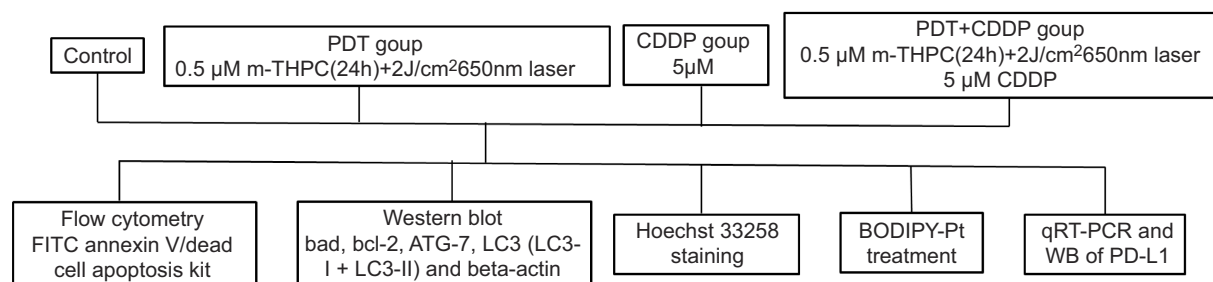 Control
PDT goup
0.5 µM m-THPC(24h)+2J/cm²650nm laser
CDDP goup
5µM
PDT+CDDP goup
0.5 µM m-THPC(24h)+2J/cm²650nm laser
5 µM CDDP
Flow cytometry
FITC annexin V/dead
cell apoptosis kit
Western blot
bad, bcl-2, ATG-7, LC3 (LC3-
I + LC3-II) and beta-actin
Hoechst 33258
staining
BODIPY-Pt
treatment
qRT-PCR and
WB of PD-L1